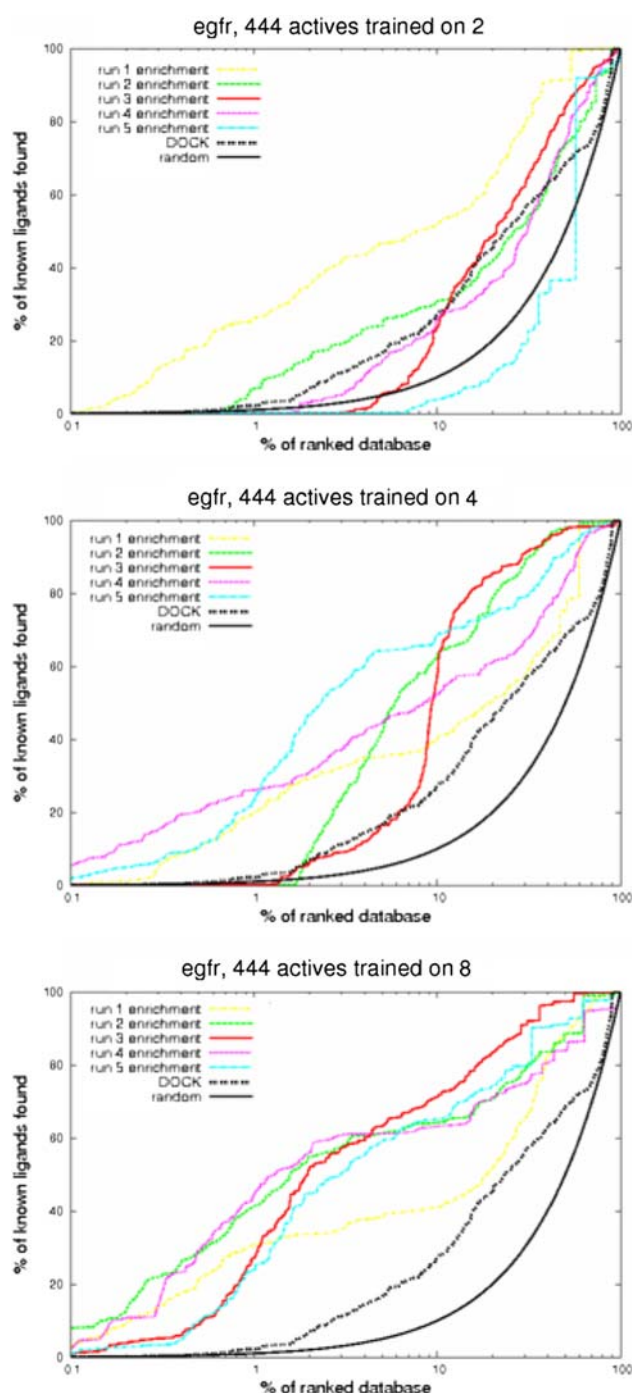 egfr, 444 actives trained on 2
100
80
60
40
20
0
% of known ligands found
run 1 enrichment
run 2 enrichment
run 3 enrichment
run 4 enrichment
run 5 enrichment
DOCK
random
0.1
1
10
100
% of ranked database
egfr, 444 actives trained on 4
100
80
60
40
20
0
% of known ligands found
run 1 enrichment
run 2 enrichment
run 3 enrichment
run 4 enrichment
run 5 enrichment
DOCK
random
0.1
1
10
100
% of ranked database
egfr, 444 actives trained on 8
100
80
60
40
20
0
% of known ligands found
run 1 enrichment
run 2 enrichment
run 3 enrichment
run 4 enrichment
run 5 enrichment
DOCK
random
0.1
1
10
100
% of ranked database